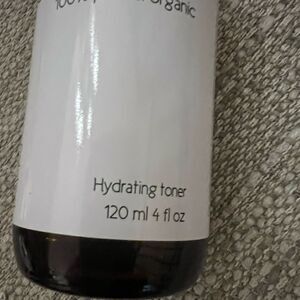 organic
Hydrating toner
120 ml 4 fl oz